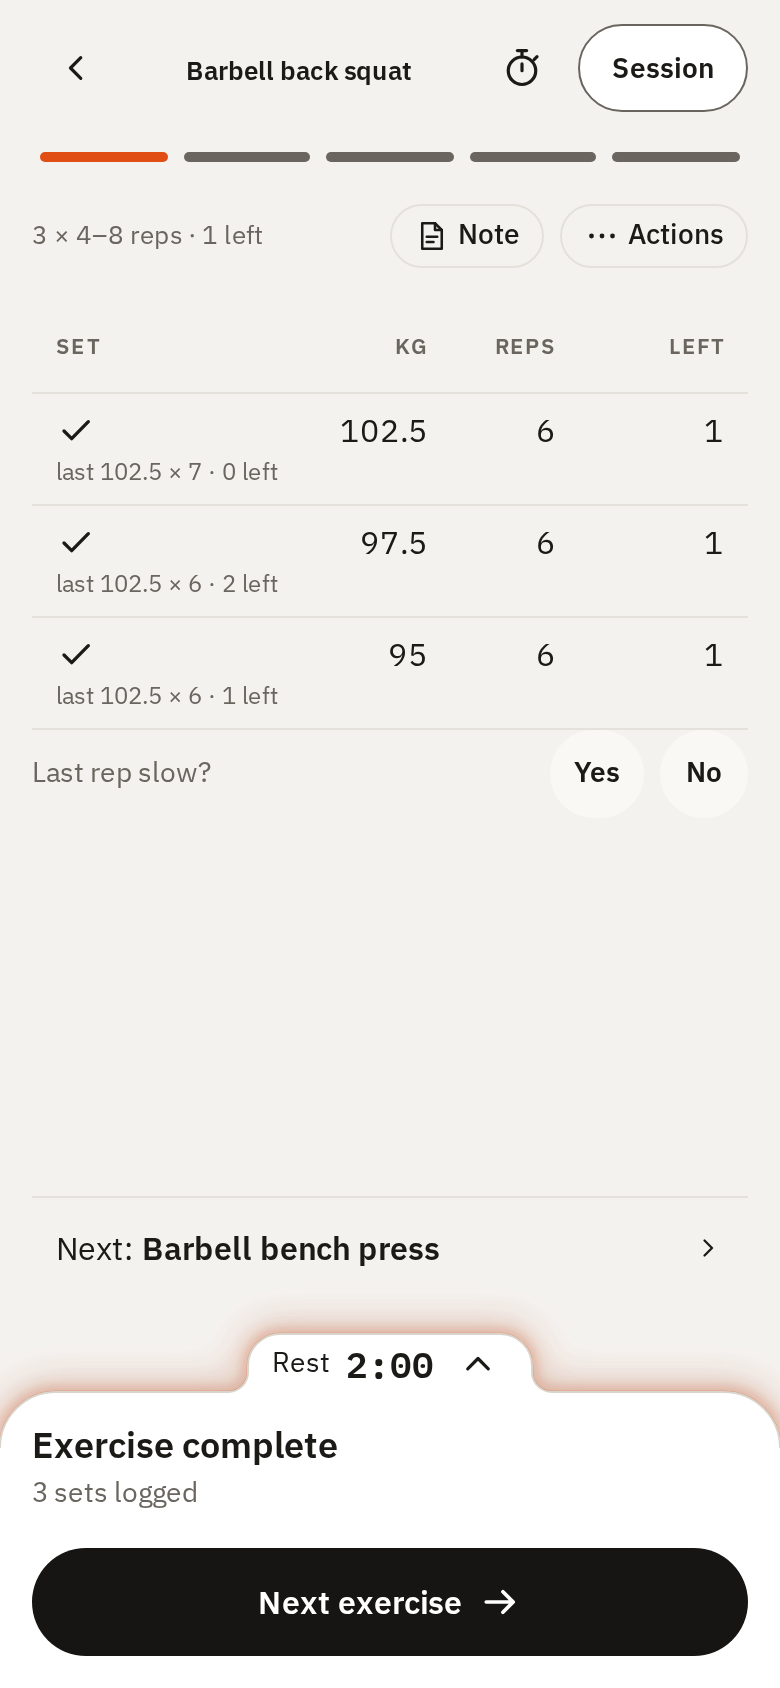 Barbell back squat
Session
3 × 4–8 reps · 1 left
Note
Actions
SET KG REPS LEFT
102.5 6 1
last 102.5 × 7 · 0 left
97.5 6 1
last 102.5 × 6 · 2 left
95 6 1
last 102.5 × 6 · 1 left
Last rep slow?
Yes
No
Next: Barbell bench press
Rest 2:00
Exercise complete
3 sets logged
Next exercise